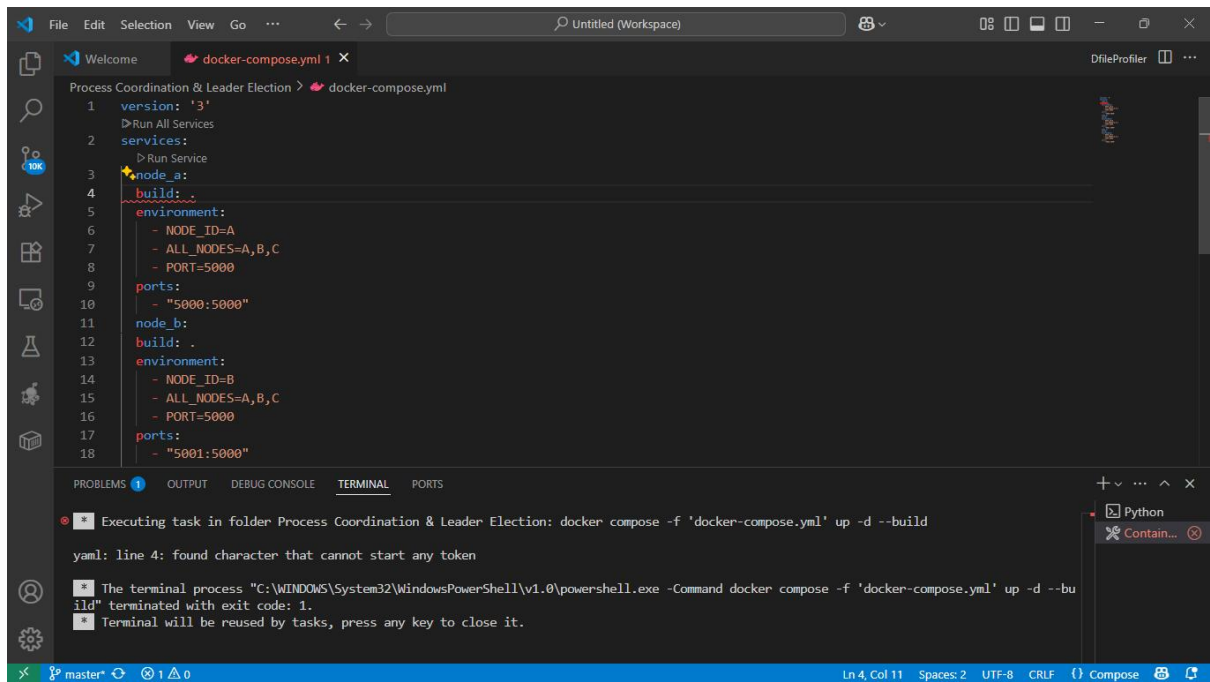 File Edit Selection View Go ··· Untitled (Workspace)
Welcome docker-compose.yml 1 DfileProfiler
Process Coordination & Leader Election > docker-compose.yml
1 version: '3'
Run All Services
2 services:
Run Service
3 node_a:
4 build: .
5 environment:
6 - NODE_ID=A
7 - ALL_NODES=A,B,C
8 - PORT=5000
9 ports:
10 - "5000:5000"
11 node_b:
12 build: .
13 environment:
14 - NODE_ID=B
15 - ALL_NODES=A,B,C
16 - PORT=5000
17 ports:
18 - "5001:5000"
10K
PROBLEMS 1 OUTPUT DEBUG CONSOLE TERMINAL PORTS
* Executing task in folder Process Coordination & Leader Election: docker compose -f 'docker-compose.yml' up -d --build
yaml: line 4: found character that cannot start any token
* The terminal process "C:\WINDOWS\System32\WindowsPowerShell\v1.0\powershell.exe -Command docker compose -f 'docker-compose.yml' up -d --bu
ild" terminated with exit code: 1.
* Terminal will be reused by tasks, press any key to close it.
Python
Contain...
master* 1 0 Ln 4, Col 11 Spaces: 2 UTF-8 CRLF {} Compose